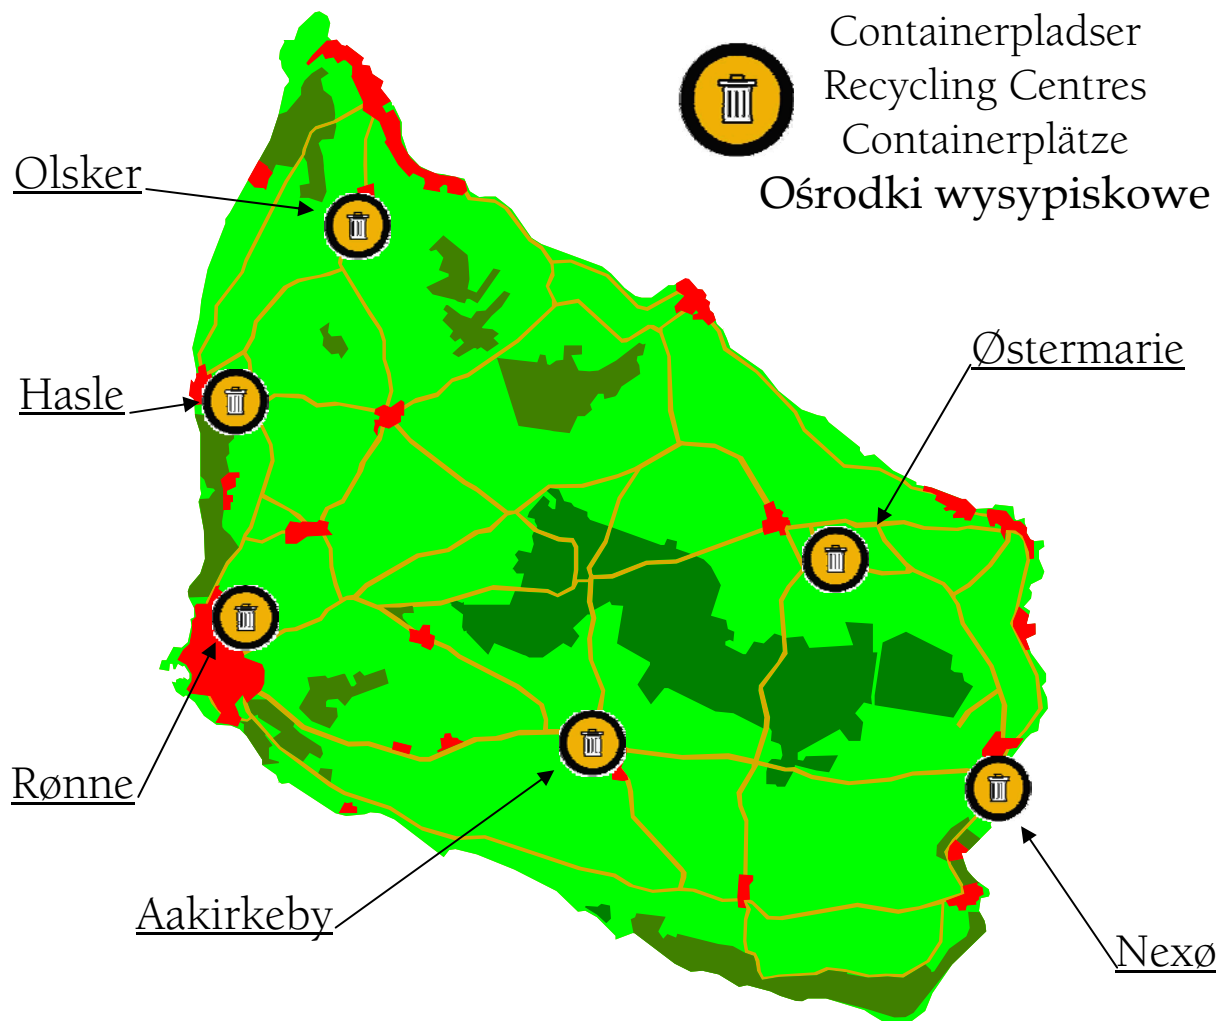 Containerpladser
Recycling Centres
Containerplätze
Ośrodki wysypiskowe
Olsker
Østermarie
Hasle
Rønne
Aakirkeby
Nexø